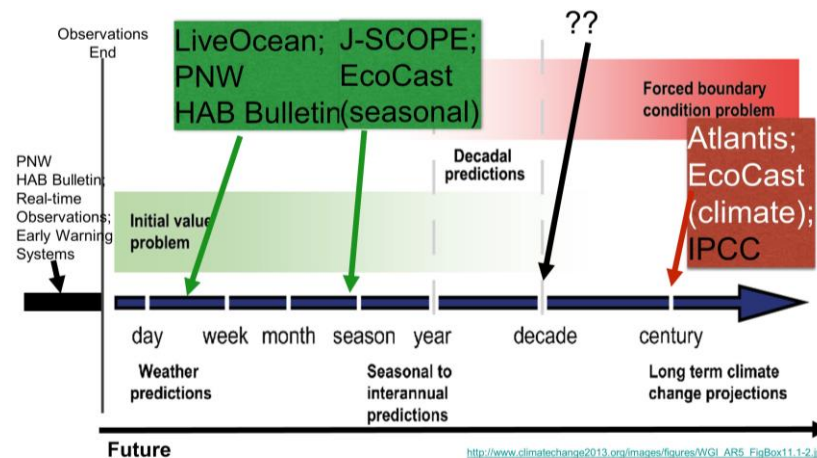 Observations
End
LiveOcean;
PNW
HAB Bulletin
J-SCOPE;
EcoCast
(seasonal)
??
Forced boundary
condition problem
Atlantis;
EcoCast
(climate);
IPCC
Decadal
predictions
PNW
HAB Bulletin;
Real-time
Observations;
Early Warning
Systems
Initial value
problem
day week month season year decade century
Weather
predictions
Seasonal to
interannual
predictions
Long term climate
change projections
Future
http://www.climatechange2013.org/images/figures/WGI_AR5_FigBox11.1-2.j